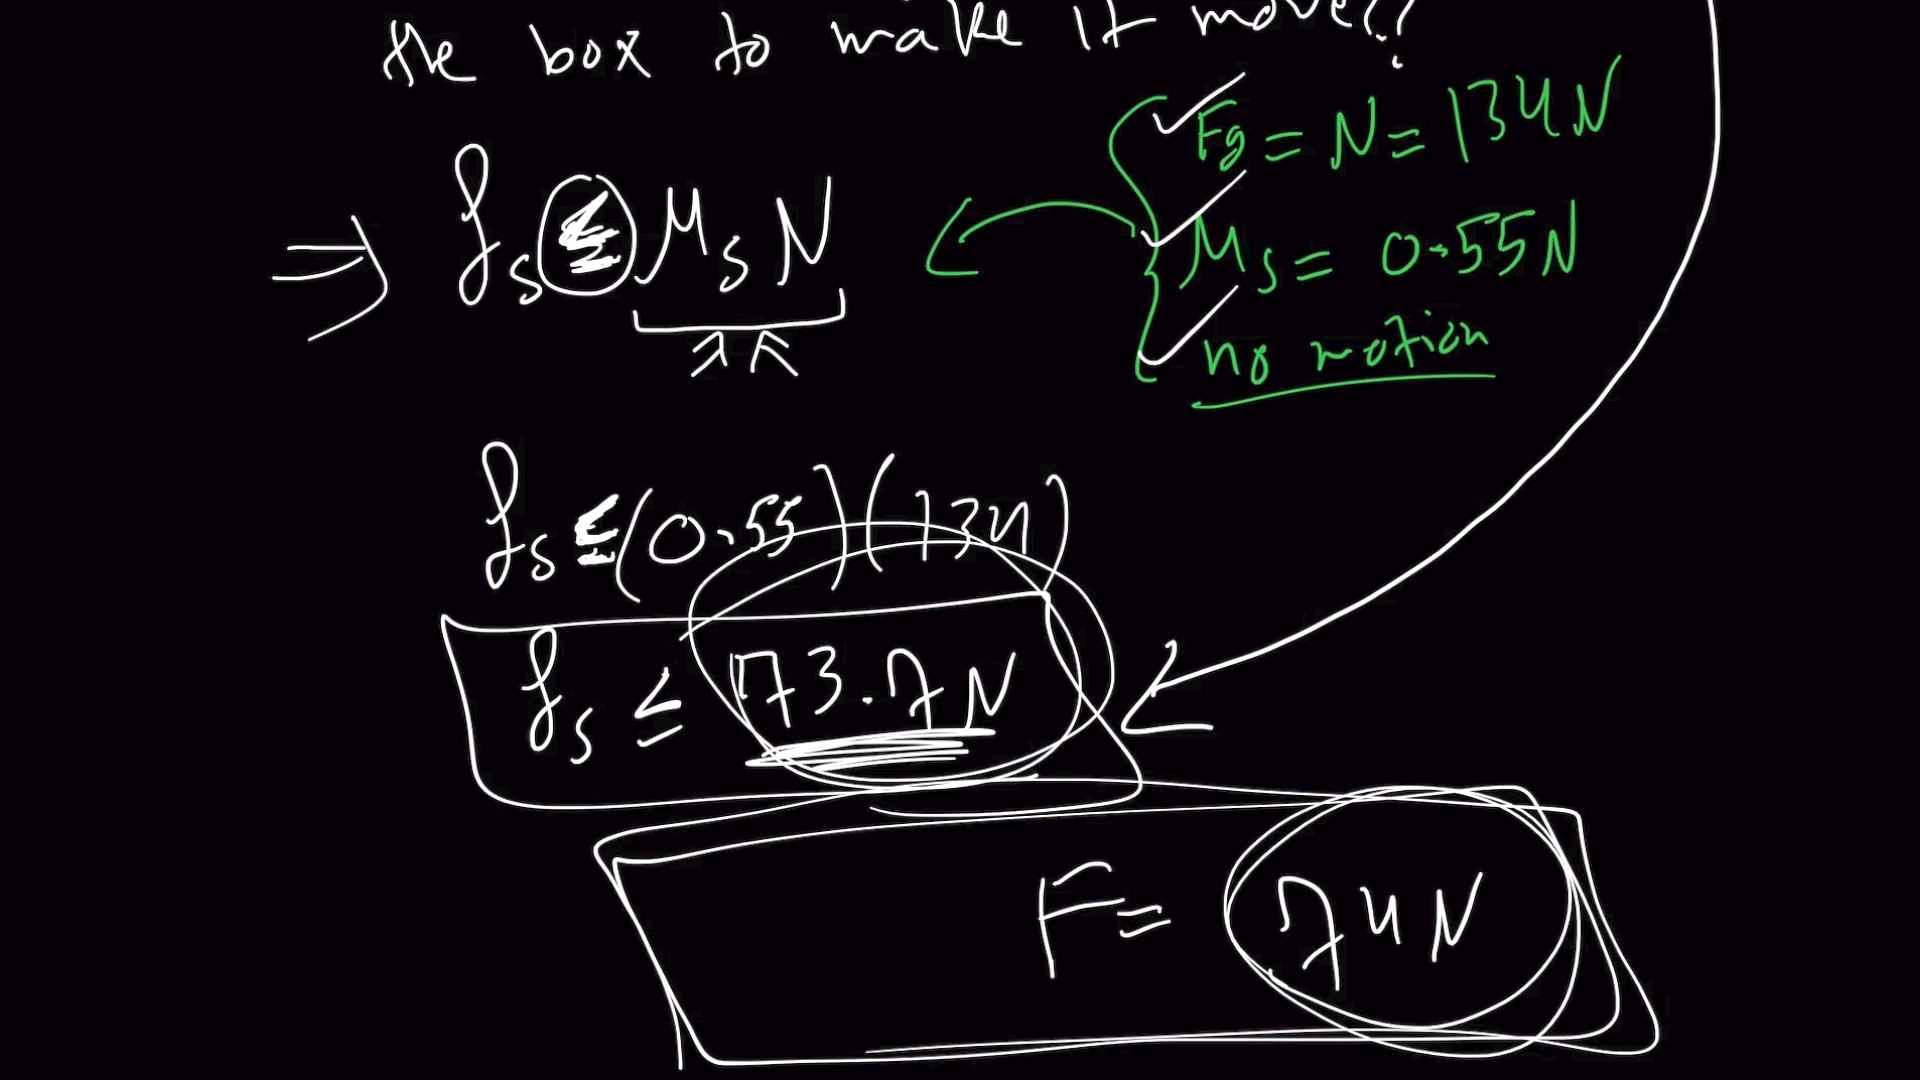 the box to make it move??
Fg = N = 134N
⇒ fs ≤ μs N
μs = 0.55N
no motion
fs ≤ (0.55)(134)
fs ≤ 73.7N
F = 74N